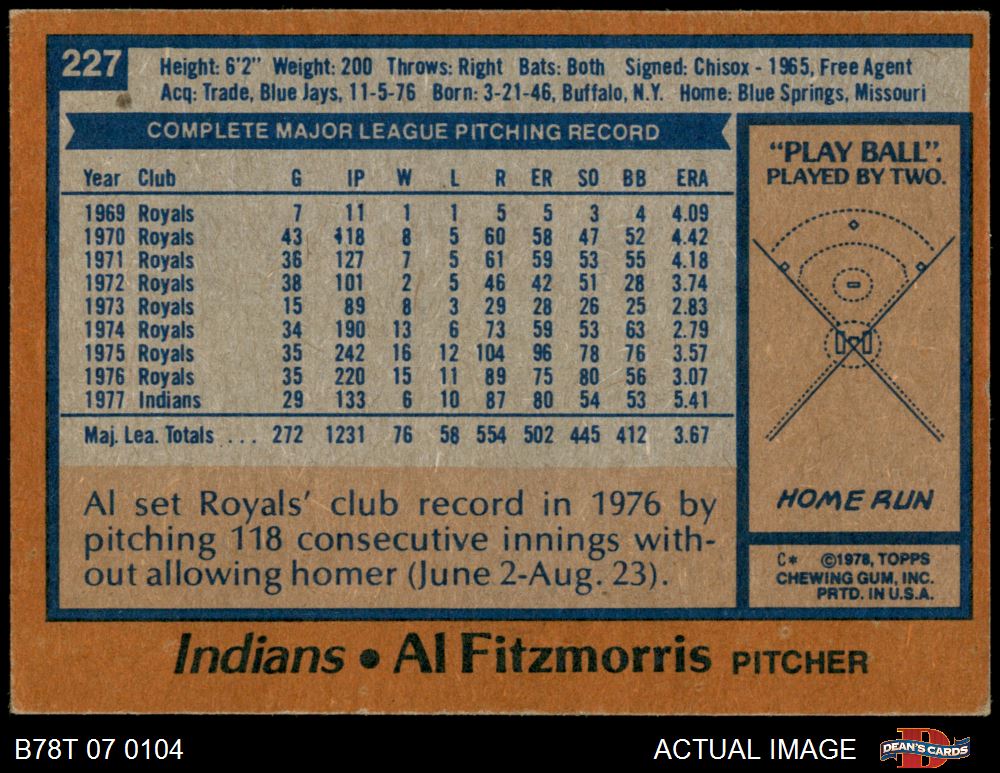 227
Height: 6'2" Weight: 200 Throws: Right Bats: Both Signed: Chisox - 1965, Free Agent
Acq: Trade, Blue Jays, 11-5-76 Born: 3-21-46, Buffalo, N.Y. Home: Blue Springs, Missouri
COMPLETE MAJOR LEAGUE PITCHING RECORD
Year Club G IP W L R ER SO BB ERA
1969 Royals 7 11 1 1 5 5 3 4 4.09
1970 Royals 43 118 8 5 60 58 47 52 4.42
1971 Royals 36 127 7 5 61 59 53 55 4.18
1972 Royals 38 101 2 5 46 42 51 28 3.74
1973 Royals 15 89 8 3 29 28 26 25 2.83
1974 Royals 34 190 13 6 73 59 53 63 2.79
1975 Royals 35 242 16 12 104 96 78 76 3.57
1976 Royals 35 220 15 11 89 75 80 56 3.07
1977 Indians 29 133 6 10 87 80 54 53 5.41
Maj. Lea. Totals . . . 272 1231 76 58 554 502 445 412 3.67
Al set Royals' club record in 1976 by
pitching 118 consecutive innings with-
out allowing homer (June 2-Aug. 23).
"PLAY BALL".
PLAYED BY TWO.
HOME RUN
C* ©1978, TOPPS
CHEWING GUM, INC.
PRTD. IN U.S.A.
Indians • Al Fitzmorris PITCHER
B78T 07 0104 ACTUAL IMAGE
DEAN'S CARDS